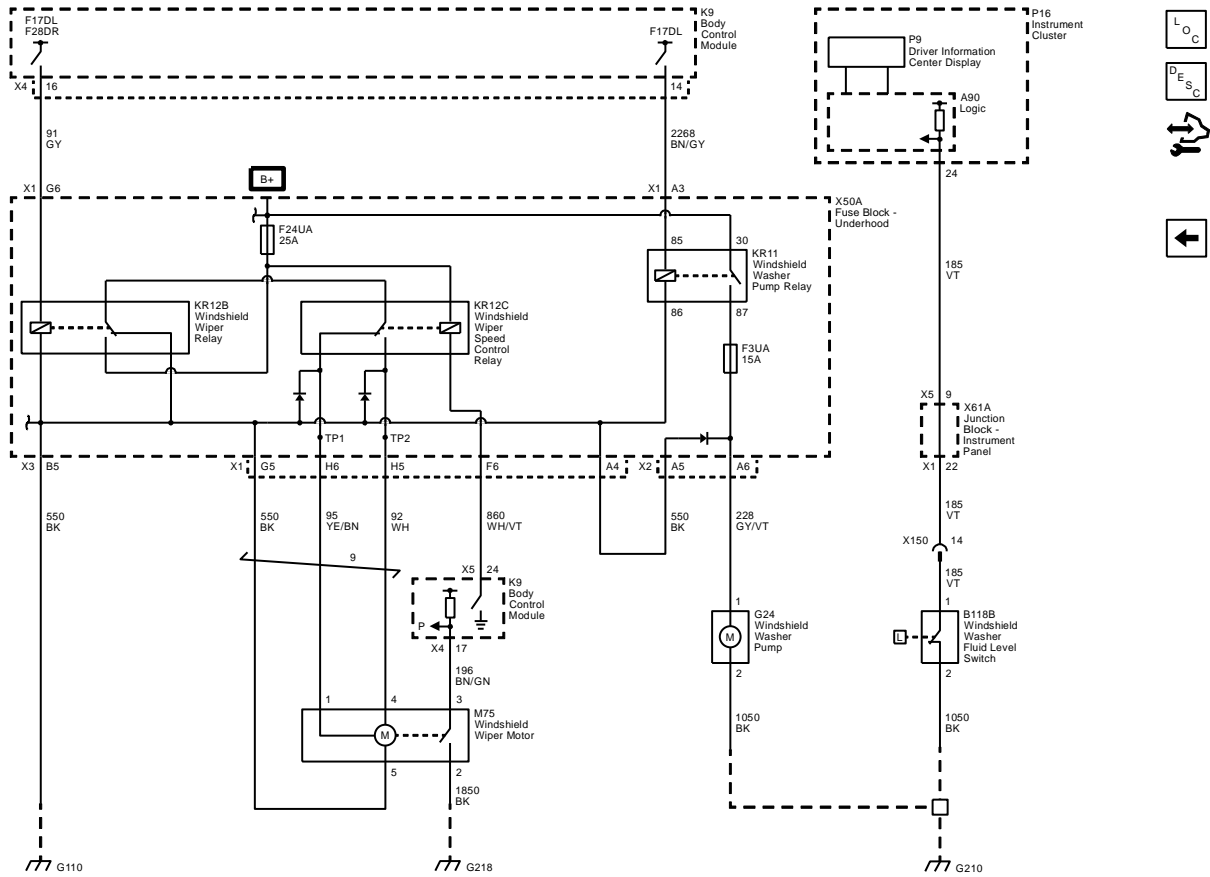 F17DL
F28DR
F17DL
K9
Body
Control
Module
P16
Instrument
Cluster
P9
Driver Information
Center Display
A90
Logic
L
O
C
D
E
S
C
X4
16
14
91
GY
2268
BN/GY
24
B+
X1
G6
X1
A3
X50A
Fuse Block -
Underhood
F24UA
25A
85
30
KR11
Windshield
Washer
Pump Relay
185
VT
KR12B
Windshield
Wiper
Relay
KR12C
Windshield
Wiper
Speed
Control
Relay
86
87
F3UA
15A
X5
9
X61A
Junction
Block -
Instrument
Panel
TP1
TP2
X3
B5
X1
G5
H6
H5
F6
A4
X2
A5
A6
X1
22
550
BK
550
BK
95
YE/BN
92
WH
860
WH/VT
550
BK
228
GY/VT
185
VT
X150
14
9
X5
24
K9
Body
Control
Module
P
185
VT
1
G24
Windshield
Washer
Pump
M
1
B118B
Windshield
Washer
Fluid Level
Switch
L
X4
17
2
2
196
BN/GN
1
4
3
M75
Windshield
Wiper Motor
M
1050
BK
1050
BK
5
2
1850
BK
G110
G218
G210